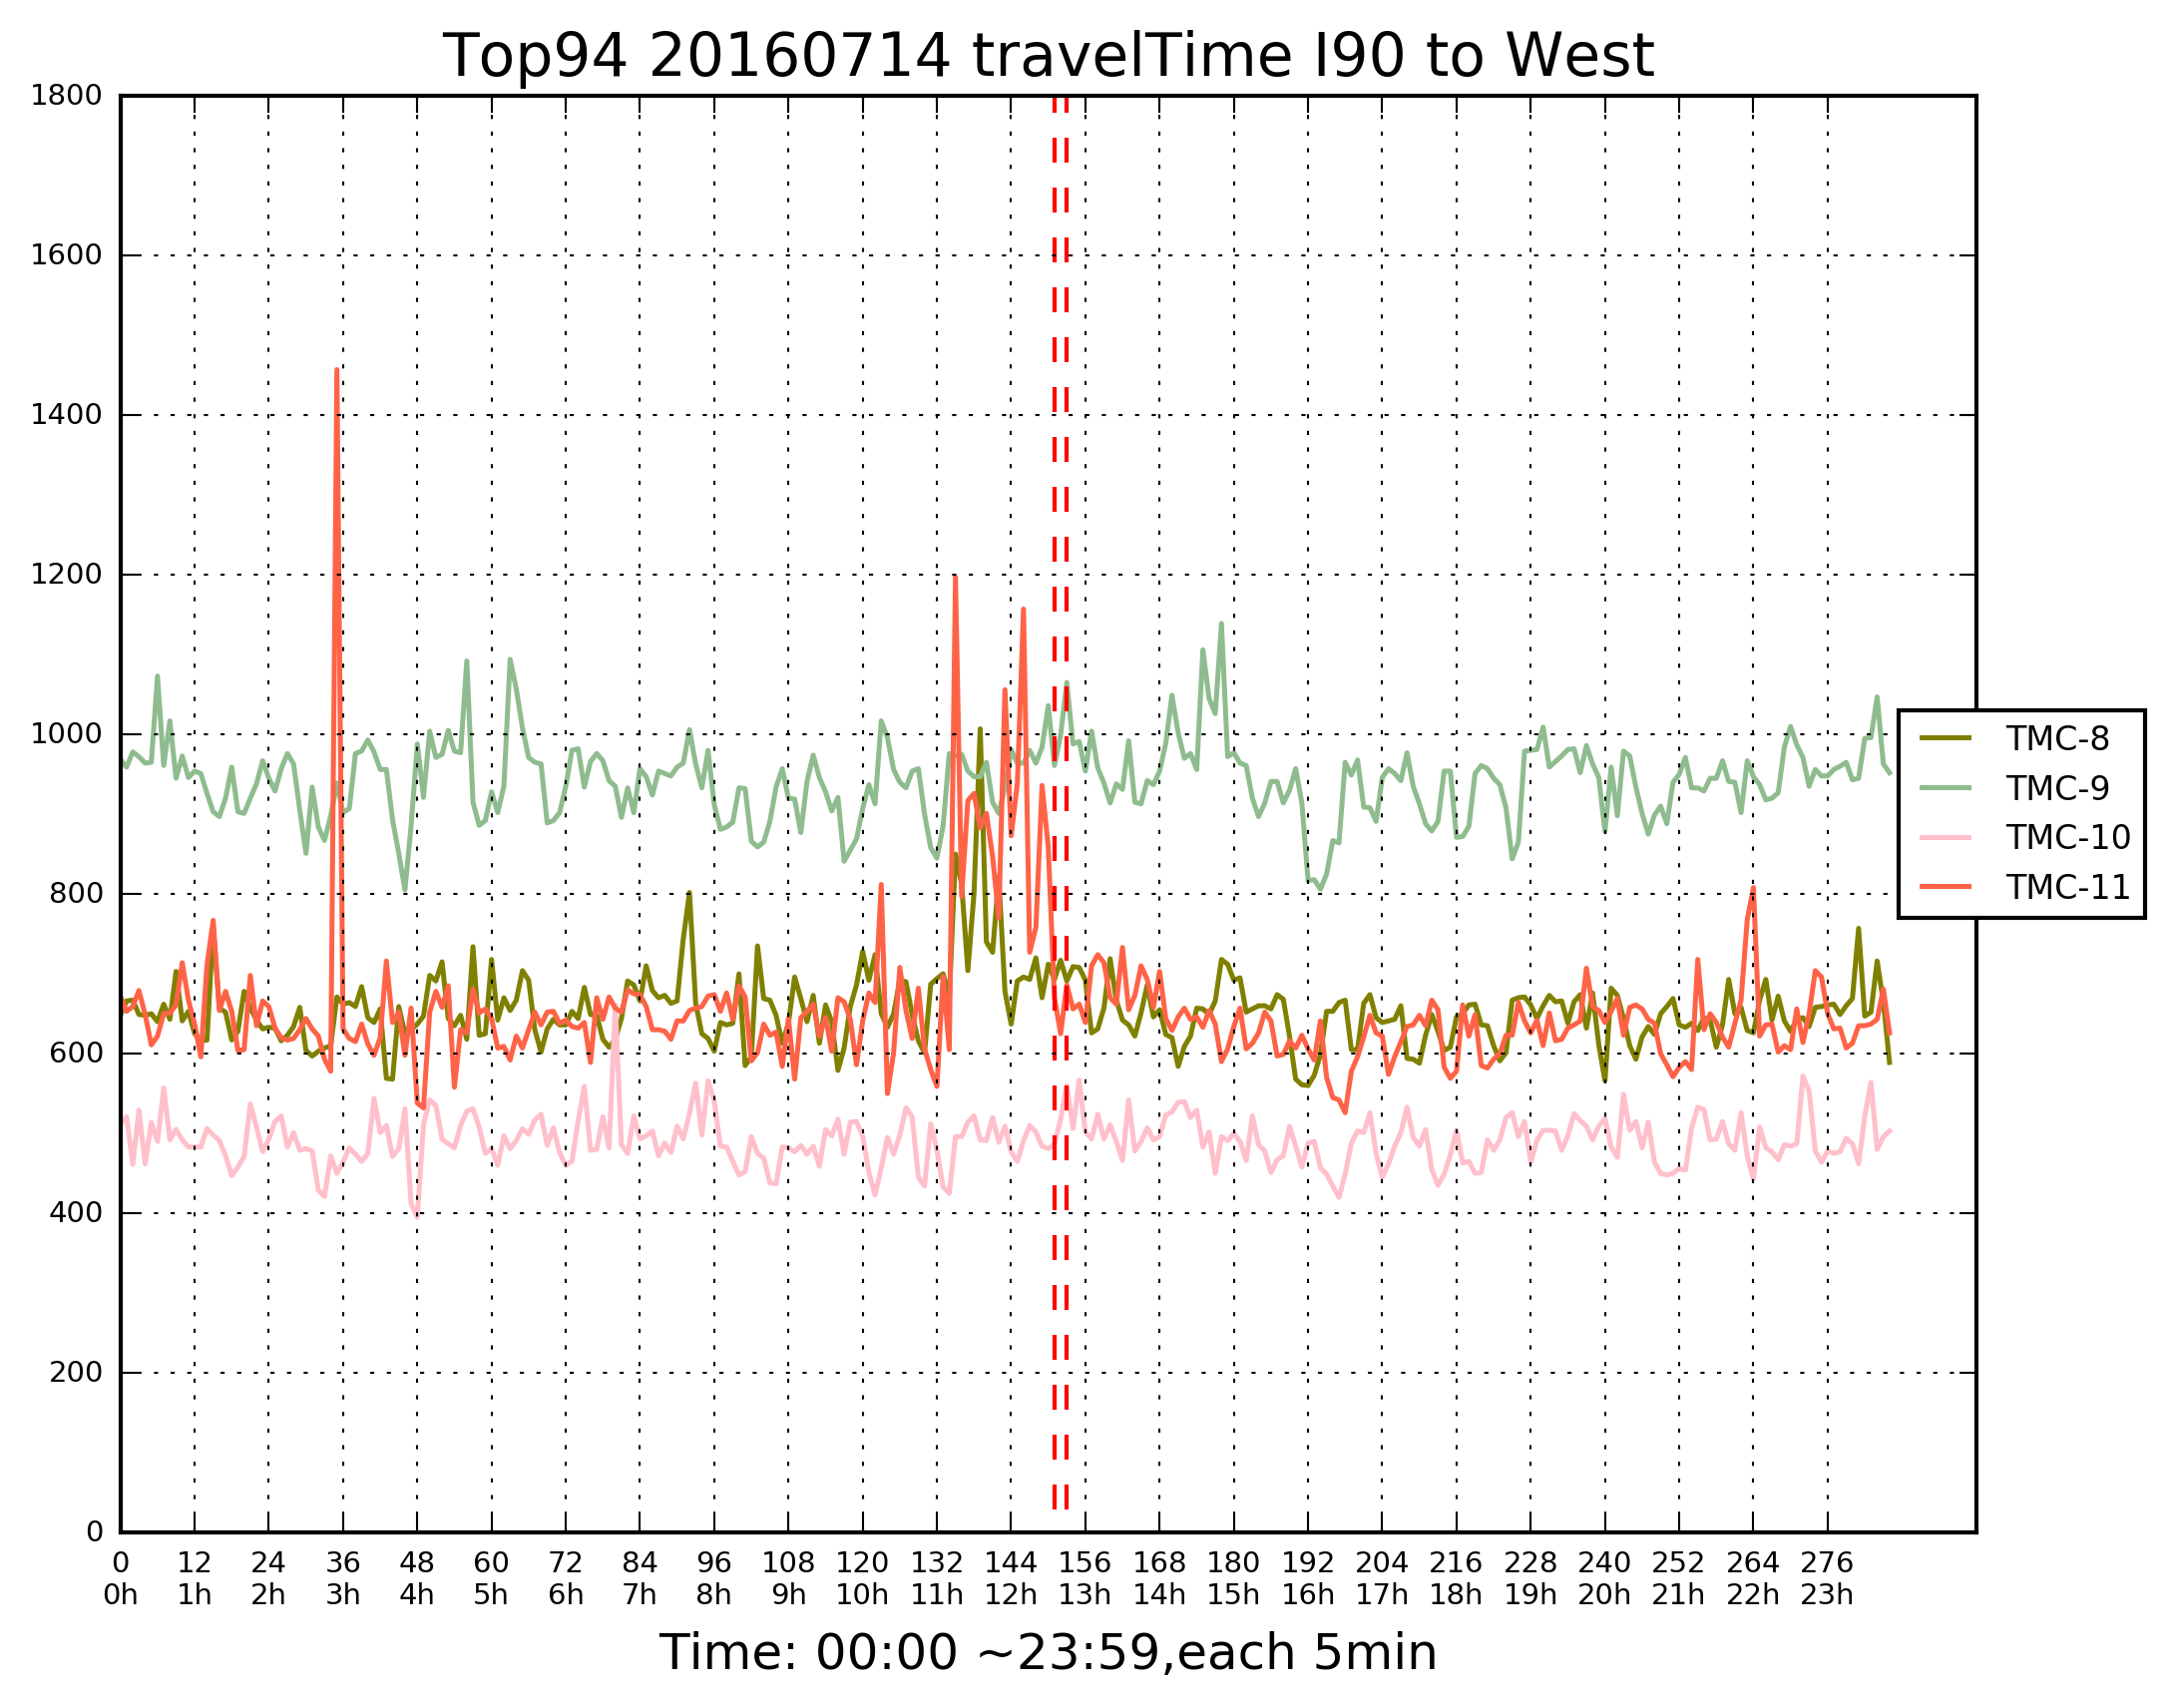 Top94 20160714 travelTime I90 to West
1800
1600
1400
1200
1000
800
600
400
200
0
TMC-8
TMC-9
TMC-10
TMC-11
0 12 24 36 48 60 72 84 96 108 120 132 144 156 168 180 192 204 216 228 240 252 264 276
0h 1h 2h 3h 4h 5h 6h 7h 8h 9h 10h 11h 12h 13h 14h 15h 16h 17h 18h 19h 20h 21h 22h 23h
Time: 00:00 ~23:59,each 5min